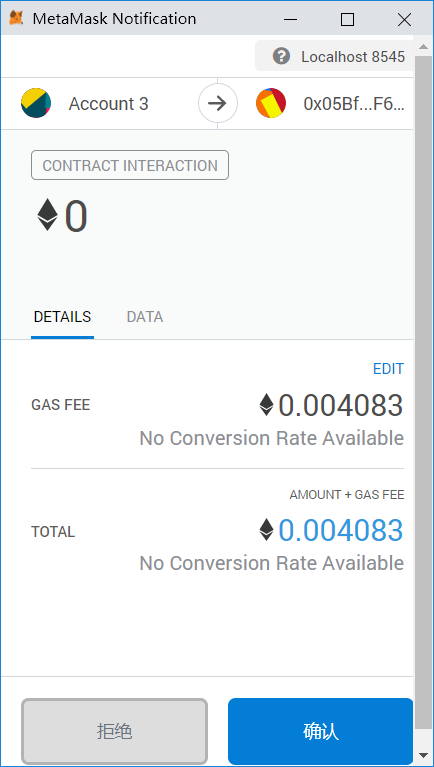 MetaMask Notification
Localhost 8545
Account 3
0x05Bf...F6...
CONTRACT INTERACTION
0
DETAILS
DATA
EDIT
GAS FEE
0.004083
No Conversion Rate Available
AMOUNT + GAS FEE
TOTAL
0.004083
No Conversion Rate Available
拒绝
确认